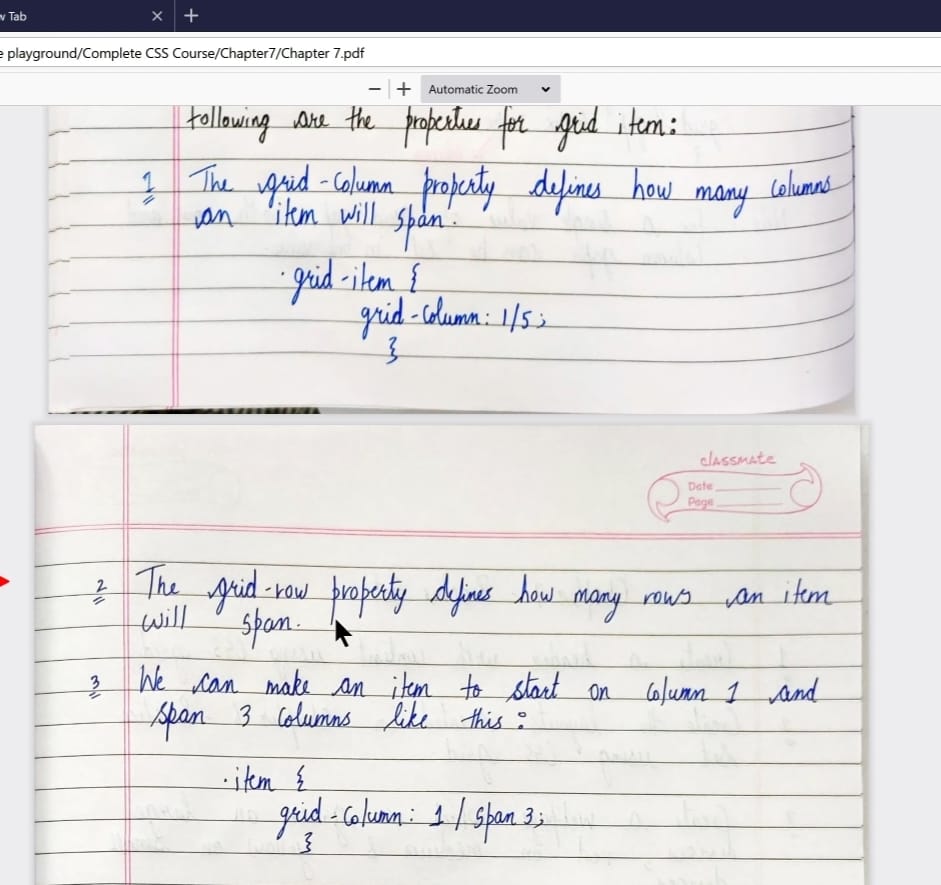 w Tab
e playground/Complete CSS Course/Chapter7/Chapter 7.pdf
Automatic Zoom
following are the properties for grid item:
1 The grid-column property defines how many columns
an item will span.
.grid-item {
grid-column: 1/5;
}
classmate
Date
Page
2 The grid-row property defines how many rows an item
will span.
3 We can make an item to start on column 1 and
span 3 columns like this:
.item {
grid-column: 1 / span 3;
}